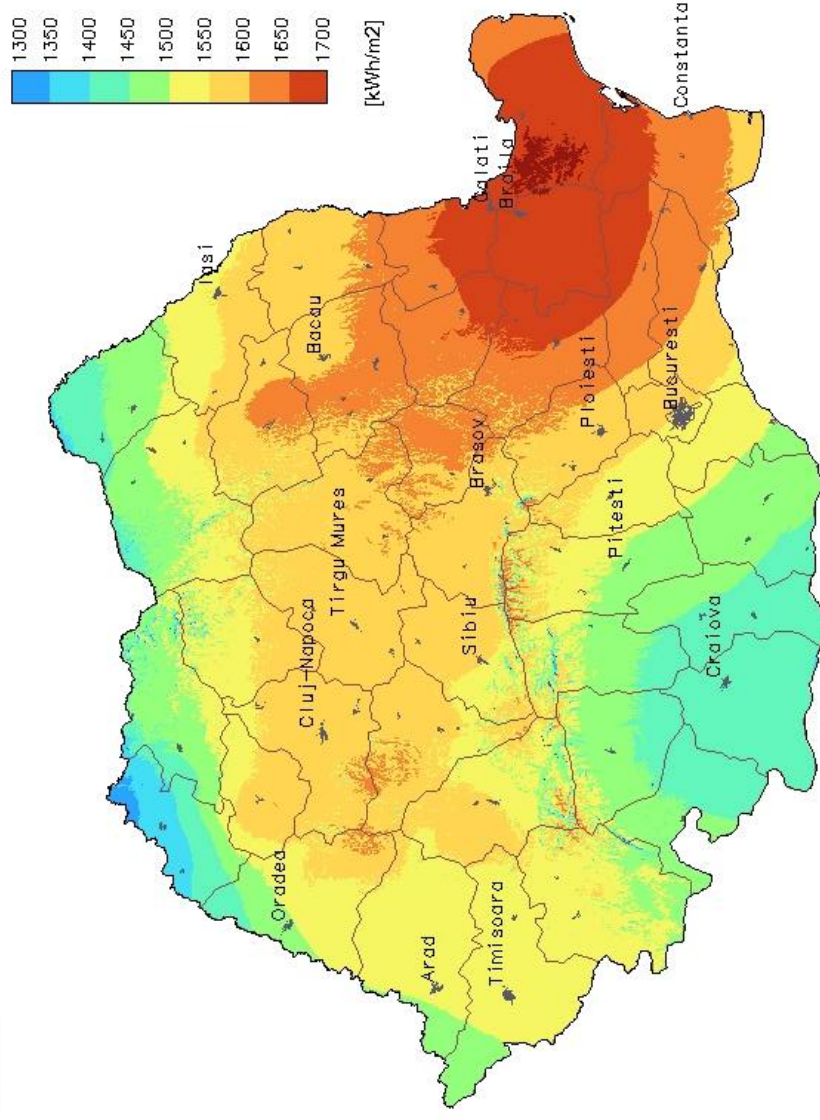 1300
1350
1400
1450
1500
1550
1600
1650
1700
[kWh/m2]
Iasi
Oradea
Cluj-Napoca
Tirgu Mures
Bacau
Arad
Timisoara
Sibiu
Brasov
Galati
Braila
Ploiesti
Pitesti
Bucuresti
Constanta
Craiova